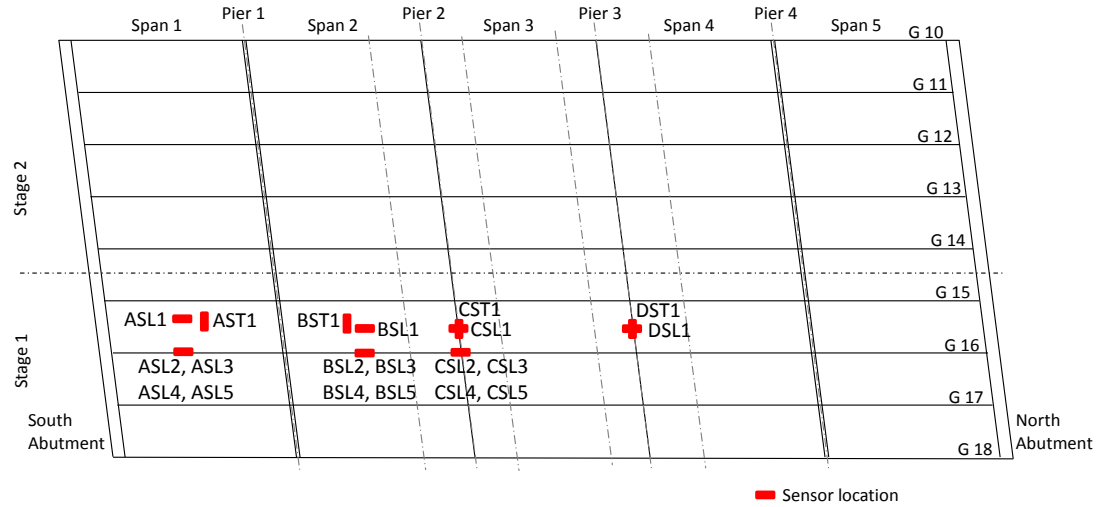 Span 1
Pier 1
Span 2
Pier 2
Span 3
Pier 3
Span 4
Pier 4
Span 5
G 10
G 11
G 12
G 13
G 14
G 15
G 16
G 17
G 18
Stage 2
Stage 1
ASL1
AST1
BST1
BSL1
CST1
CSL1
DST1
DSL1
ASL2, ASL3
ASL4, ASL5
BSL2, BSL3
BSL4, BSL5
CSL2, CSL3
CSL4, CSL5
South
Abutment
North
Abutment
Sensor location